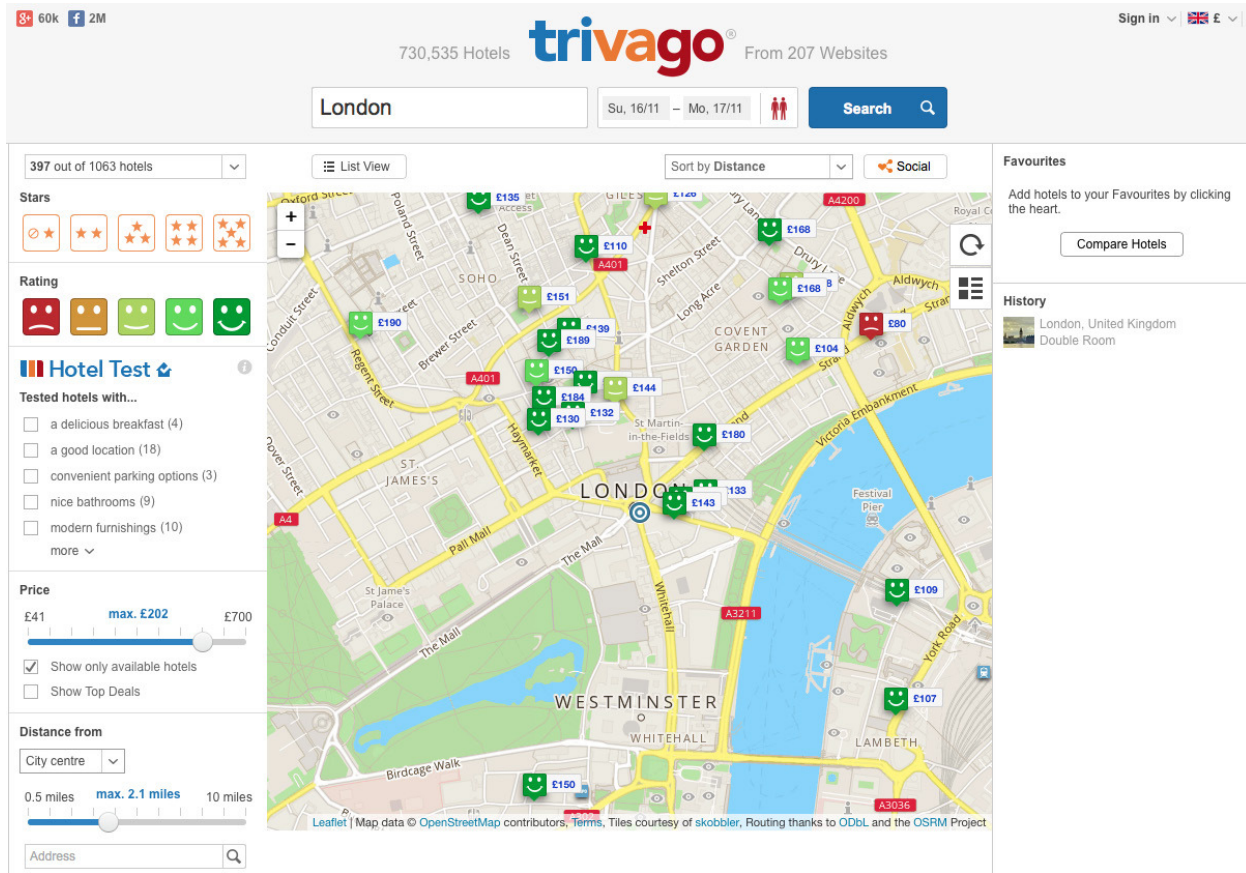 60k 2M
Sign in £
730,535 Hotels trivago® From 207 Websites
London
Su, 16/11 – Mo, 17/11
Search
397 out of 1063 hotels
Stars
Rating
Hotel Test
Tested hotels with...
a delicious breakfast (4)
a good location (18)
convenient parking options (3)
nice bathrooms (9)
modern furnishings (10)
more
Price
£41 max. £202 £700
Show only available hotels
Show Top Deals
Distance from
City centre
0.5 miles max. 2.1 miles 10 miles
Address
List View
Sort by Distance
Social
+
−
Oxford Street
Poland Street
£135
Access
GILES
£126
Drury
A4200
Dean Street
£110
A401
£168
Shelton Street
Drury
SOHO
£151
Long Acre
£168
Aldwych
Conduit Street
£190
Brewer Street
£139
£189
COVENT
GARDEN
£80
Aldwych
£104
Strand
Regent Street
A401
£150
£144
£184
£132
£130
Haymarket
St Martin-
in-the-Fields
£180
Victoria Embankment
ST.
JAMES'S
LONDON
£133
£143
Festival
Pier
A4
Pall Mall
The Mall
St Jame's
Palace
Whitehall
£109
A3211
The Mall
York Road
WESTMINSTER
£107
WHITEHALL
LAMBETH
Birdcage Walk
£150
A3036
Leaflet | Map data © OpenStreetMap contributors, Terms, Tiles courtesy of skobbler, Routing thanks to ODbL and the OSRM Project
Favourites
Add hotels to your Favourites by clicking
the heart.
Compare Hotels
History
London, United Kingdom
Double Room